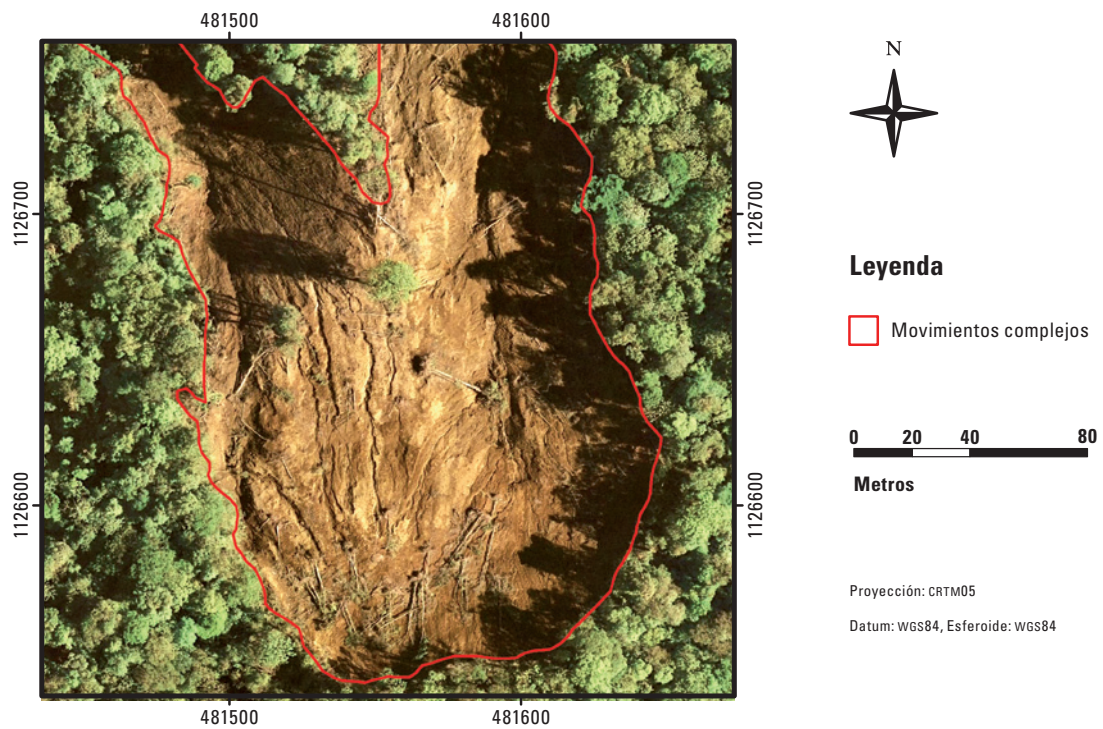 481500 481600
N
1126700
1126700
Leyenda
Movimientos complejos
0 20 40 80
Metros
1126600
1126600
Proyección: CRTM05
Datum: WGS84, Esferoide: WGS84
481500 481600